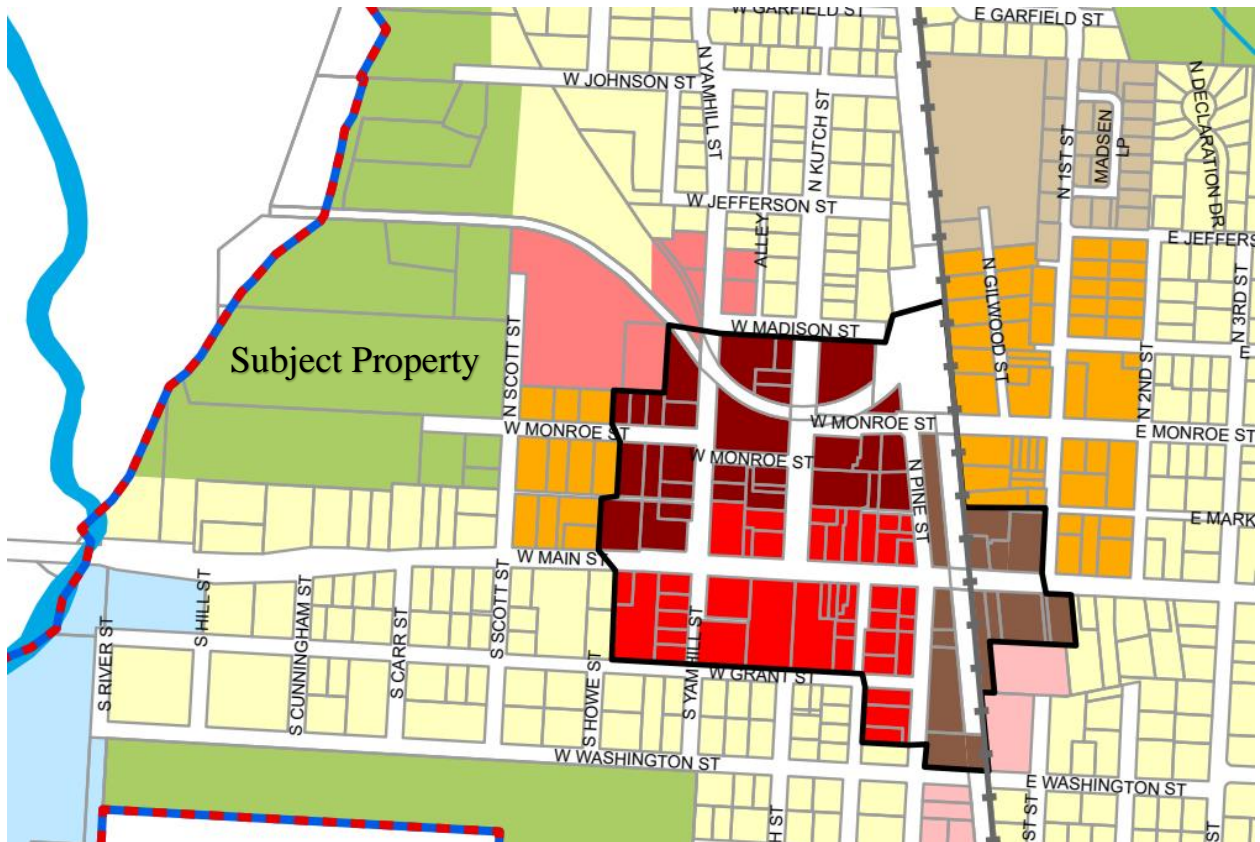 W GARFIELD ST
E GARFIELD ST
W JOHNSON ST
N YAMHILL ST
N KUTCH ST
N 1ST ST
MADSEN
LP
N DECLARATION DR
W JEFFERSON ST
ALLEY
E JEFFERS
N GILWOOD ST
N 3RD ST
W MADISON ST
N SCOTT ST
Subject Property
E
N 2ND ST
W MONROE ST
W MONROE ST
E MONROE ST
W MONROE ST
N PINE ST
E MARK
W MAIN ST
S HILL ST
S CUNNINGHAM ST
S CARR ST
S SCOTT ST
S RIVER ST
S HOWE ST
S YAMHILL ST
W GRANT ST
W WASHINGTON ST
E WASHINGTON ST
H ST
ST ST